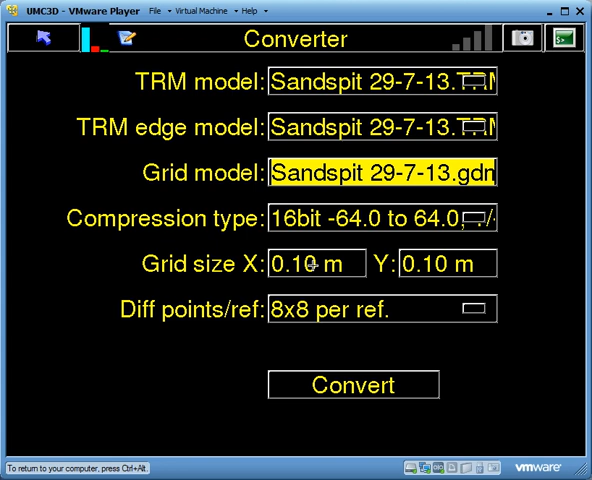 UMC3D - VMware Player File Virtual Machine Help
Converter
TRM model: Sandspit 29-7-13.TRM
TRM edge model: Sandspit 29-7-13.TRM
Grid model: Sandspit 29-7-13.gdn
Compression type: 16bit -64.0 to 64.0,
Grid size X: 0.10 m Y: 0.10 m
Diff points/ref: 8x8 per ref.
Convert
To return to your computer, press Ctrl+Alt. vmware